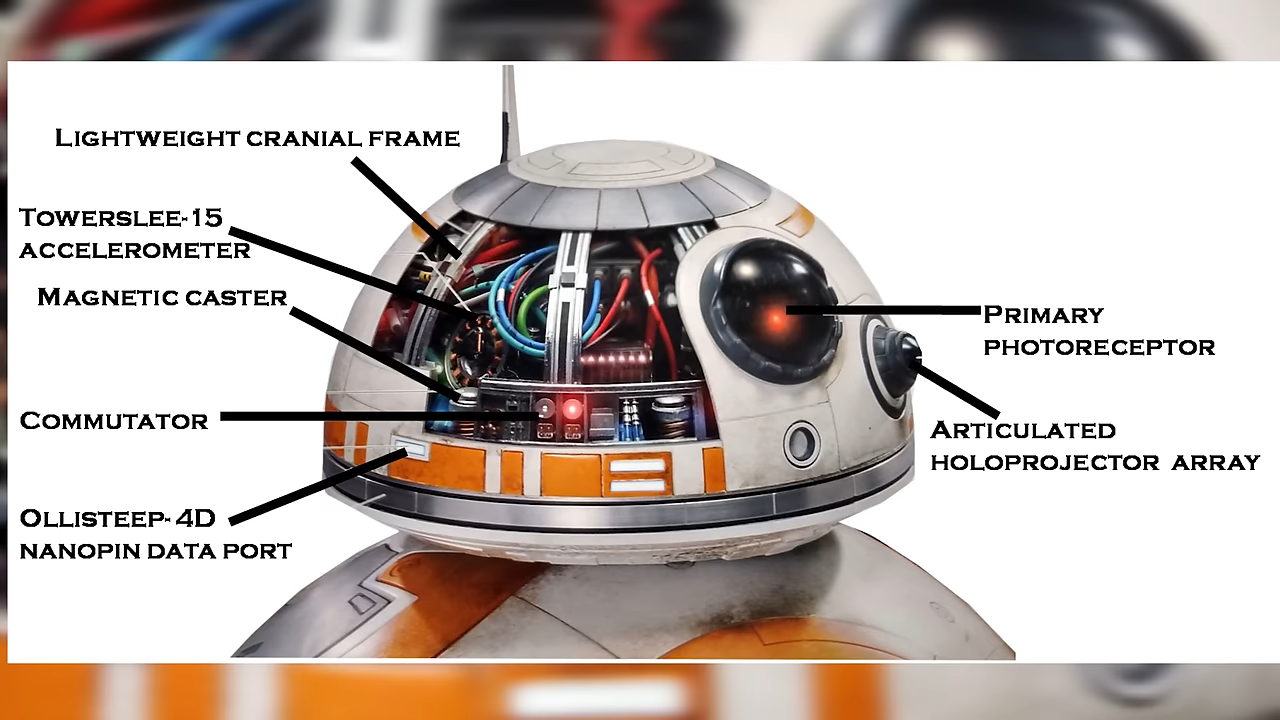 Lightweight cranial frame
Towerslee-15
accelerometer
Magnetic caster
Commutator
Ollisteep-4D
nanopin data port
Primary
photoreceptor
Articulated
holoprojector array